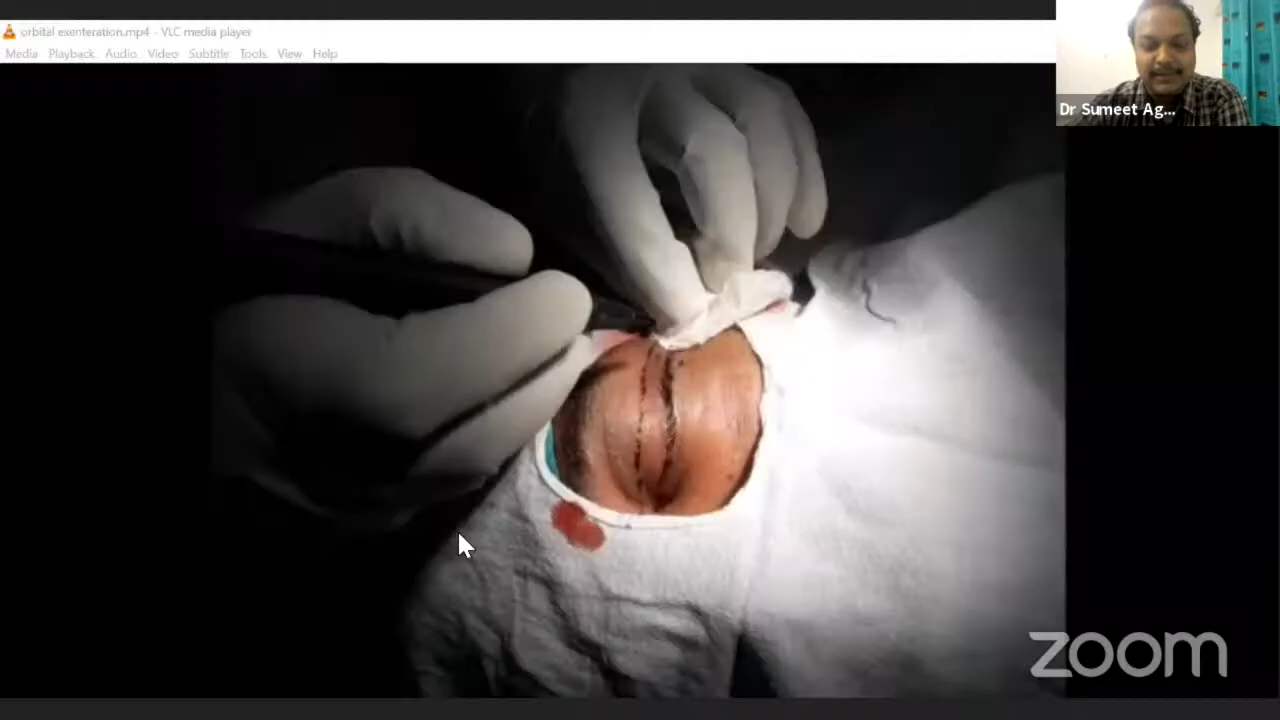 orbital exenteration.mp4 - VLC media player
Media Playback Audio Video Subtitle Tools View Help
Dr Sumeet Ag...
zoom